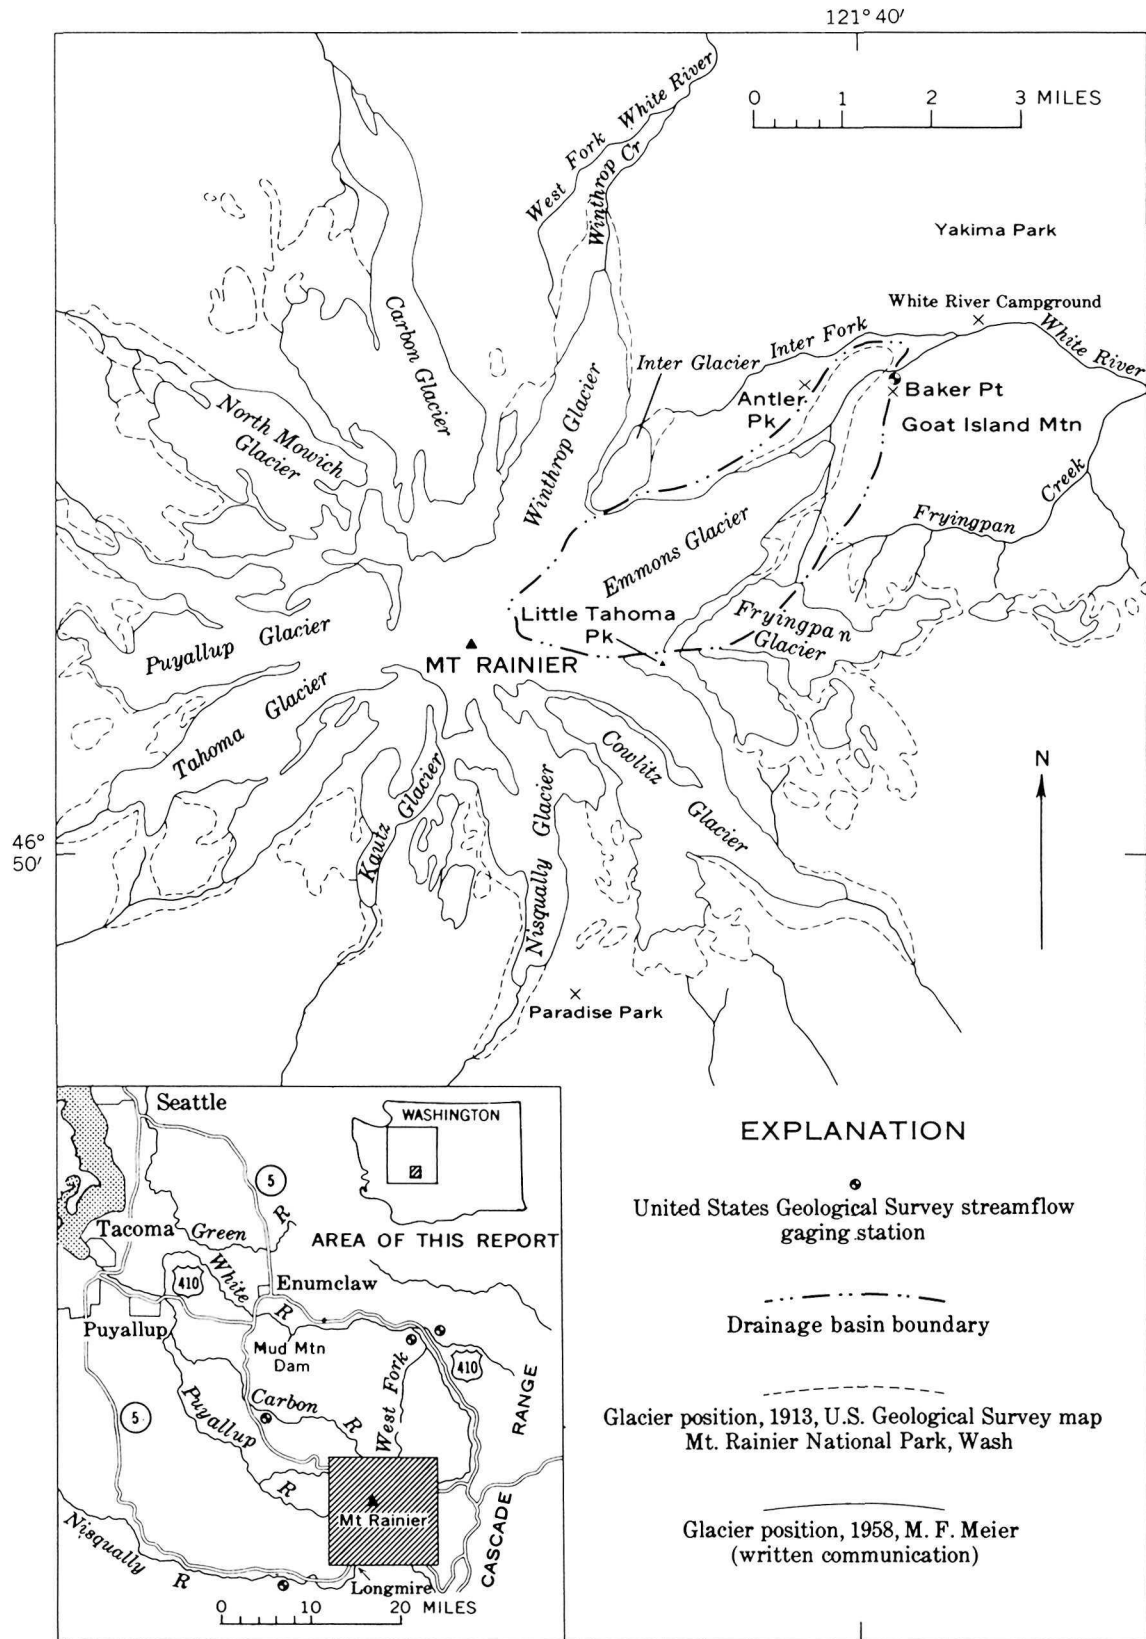 121° 40′
0 1 2 3 MILES
West Fork White River
Winthrop Cr
Yakima Park
White River Campground
White River
Inter Fork
Inter Glacier
Carbon Glacier
Winthrop Glacier
Antler
Pk
Baker Pt
Goat Island Mtn
North Mowich
Glacier
Emmons Glacier
Fryingpan Creek
Little Tahoma
Pk
Fryingpan
Glacier
Puyallup Glacier
MT RAINIER
Tahoma Glacier
Cowlitz Glacier
N
Kautz Glacier
Nisqually Glacier
46°
50′
Paradise Park
Seattle
WASHINGTON
5
Tacoma
Green R
AREA OF THIS REPORT
410
White R
Enumclaw
Puyallup
Mud Mtn
Dam
410
West Fork
Carbon R
Puyallup R
CASCADE RANGE
Mt Rainier
Nisqually R
5
Longmire
0 10 20 MILES
EXPLANATION
United States Geological Survey streamflow
gaging station
Drainage basin boundary
Glacier position, 1913, U.S. Geological Survey map
Mt. Rainier National Park, Wash
Glacier position, 1958, M. F. Meier
(written communication)